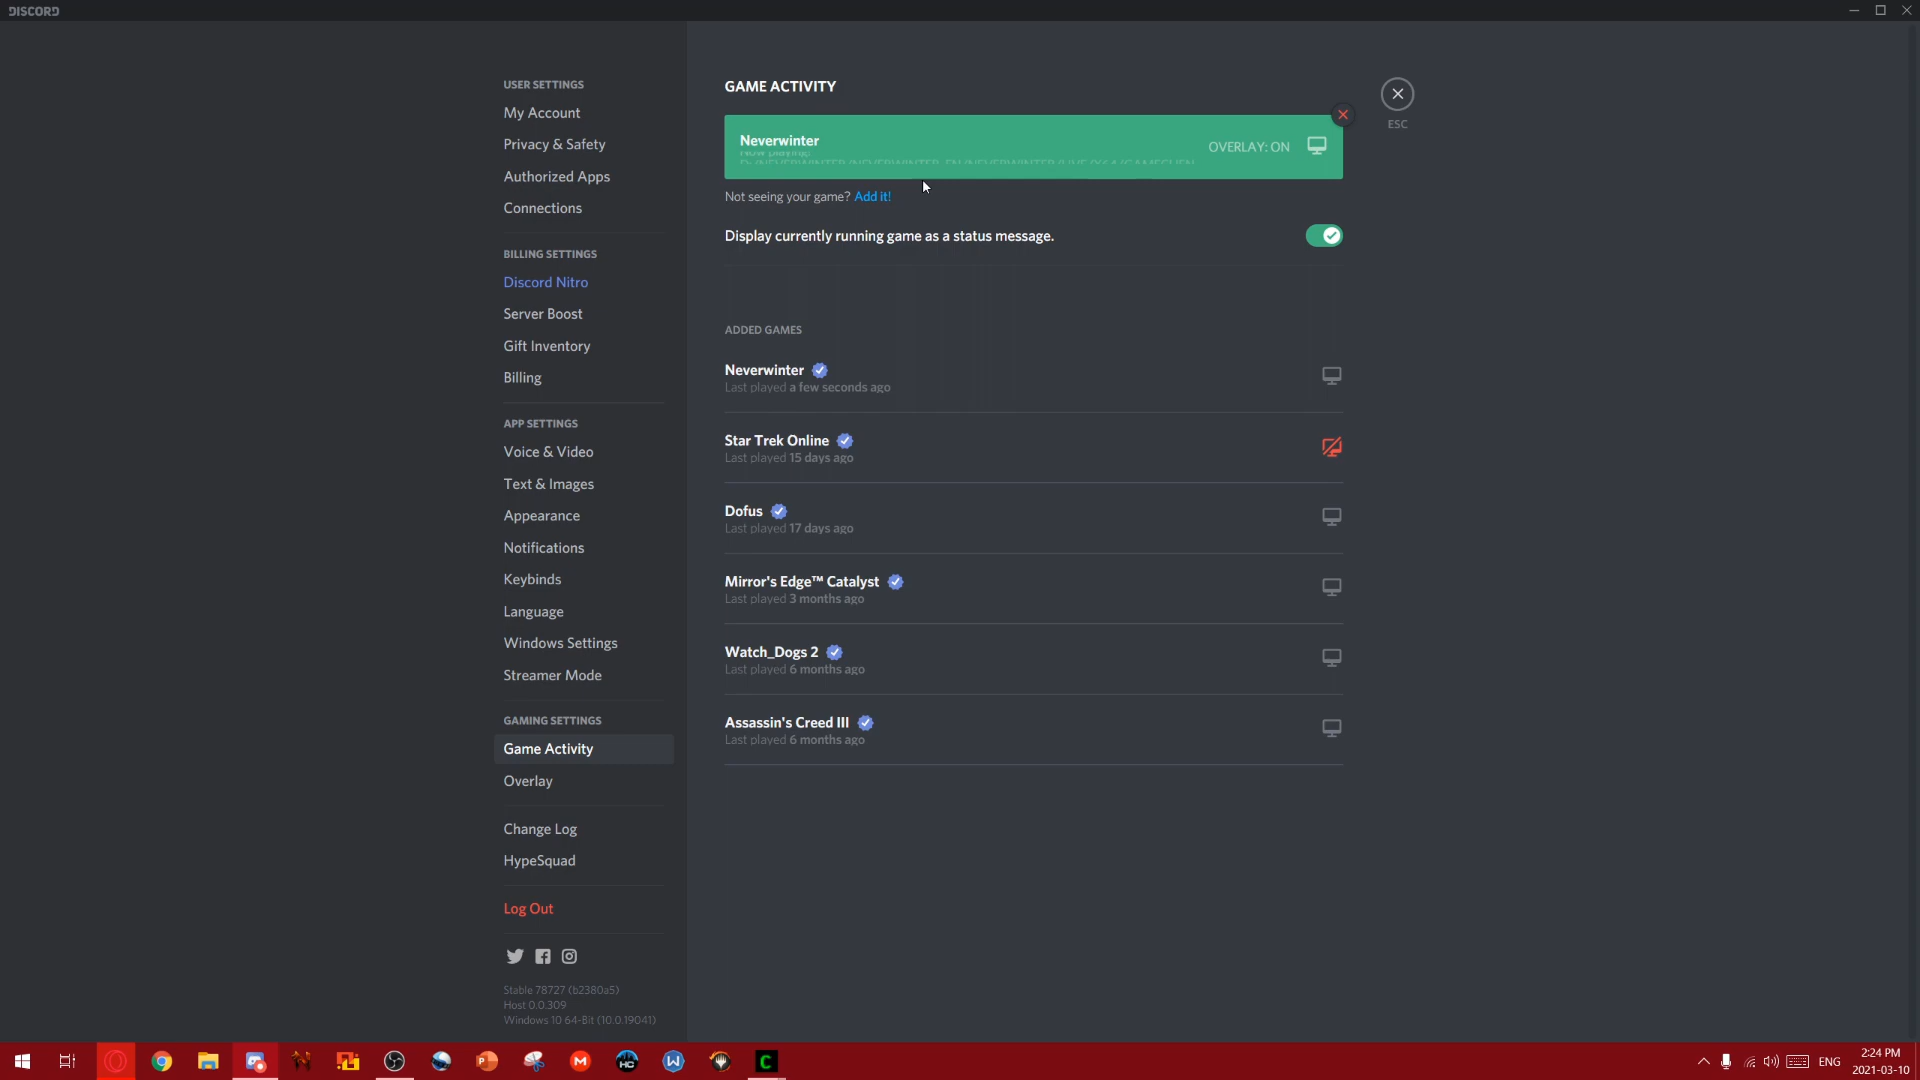 DISCORD
USER SETTINGS
My Account
Privacy & Safety
Authorized Apps
Connections
BILLING SETTINGS
Discord Nitro
Server Boost
Gift Inventory
Billing
APP SETTINGS
Voice & Video
Text & Images
Appearance
Notifications
Keybinds
Language
Windows Settings
Streamer Mode
GAMING SETTINGS
Game Activity
Overlay
Change Log
HypeSquad
Log Out
Stable 78727 (b2380a5)
Host 0.0.309
Windows 10 64-Bit (10.0.19041)
GAME ACTIVITY
Neverwinter
Now playing:
OVERLAY: ON
Not seeing your game? Add it!
Display currently running game as a status message.
ADDED GAMES
Neverwinter
Last played a few seconds ago
Star Trek Online
Last played 15 days ago
Dofus
Last played 17 days ago
Mirror's Edge™ Catalyst
Last played 3 months ago
Watch_Dogs 2
Last played 6 months ago
Assassin's Creed III
Last played 6 months ago
ESC
P
M
HC
W
C
ENG
2:24 PM
2021-03-10